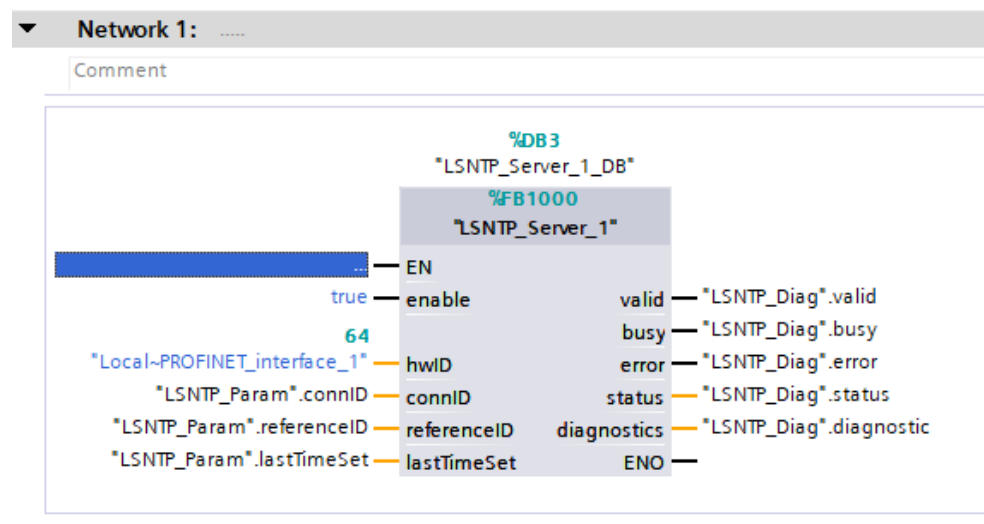 Network 1: .....
Comment
%DB3
"LSNTP_Server_1_DB"
%FB1000
"LSNTP_Server_1"
... EN
true enable valid "LSNTP_Diag".valid
busy "LSNTP_Diag".busy
64
"Local~PROFINET_interface_1" hwID error "LSNTP_Diag".error
"LSNTP_Param".connID connID status "LSNTP_Diag".status
"LSNTP_Param".referenceID referenceID diagnostics "LSNTP_Diag".diagnostic
"LSNTP_Param".lastTimeSet lastTimeSet ENO